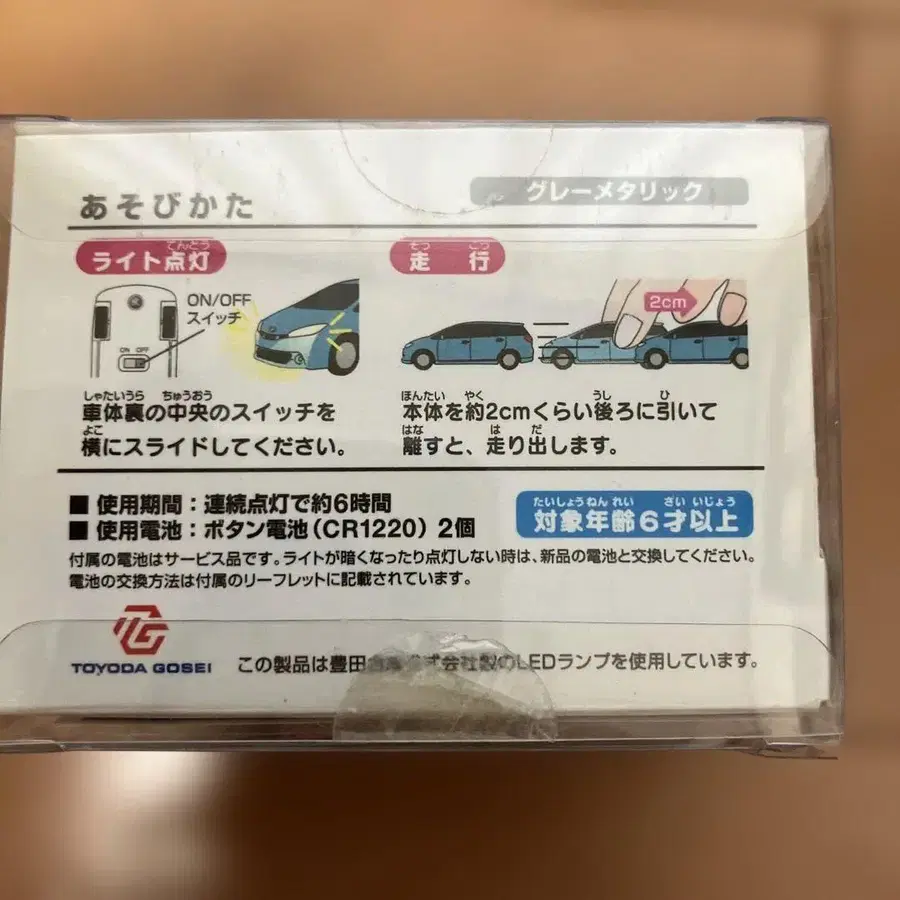 グレーメタリック
あそびかた
てんとう
ライト点灯
ON/OFF
スイッチ
ON OFF
しゃたいうら ちゅうおう
車体裏の中央のスイッチを
よこ
横にスライドしてください。
そう こう
走 行
2cm
ほんたい やく うし ひ
本体を約2cmくらい後ろに引いて
はな は だ
離すと、走り出します。
■ 使用期間:連続点灯で約6時間
■ 使用電池:ボタン電池(CR1220)2個
たいしょうねんれい さい いじょう
対象年齢6才以上
付属の電池はサービス品です。ライトが暗くなったり点灯しない時は、新品の電池と交換してください。
電池の交換方法は付属のリーフレットに記載されています。
TG
TOYODA GOSEI
この製品は豊田合成株式会社製のLEDランプを使用しています。